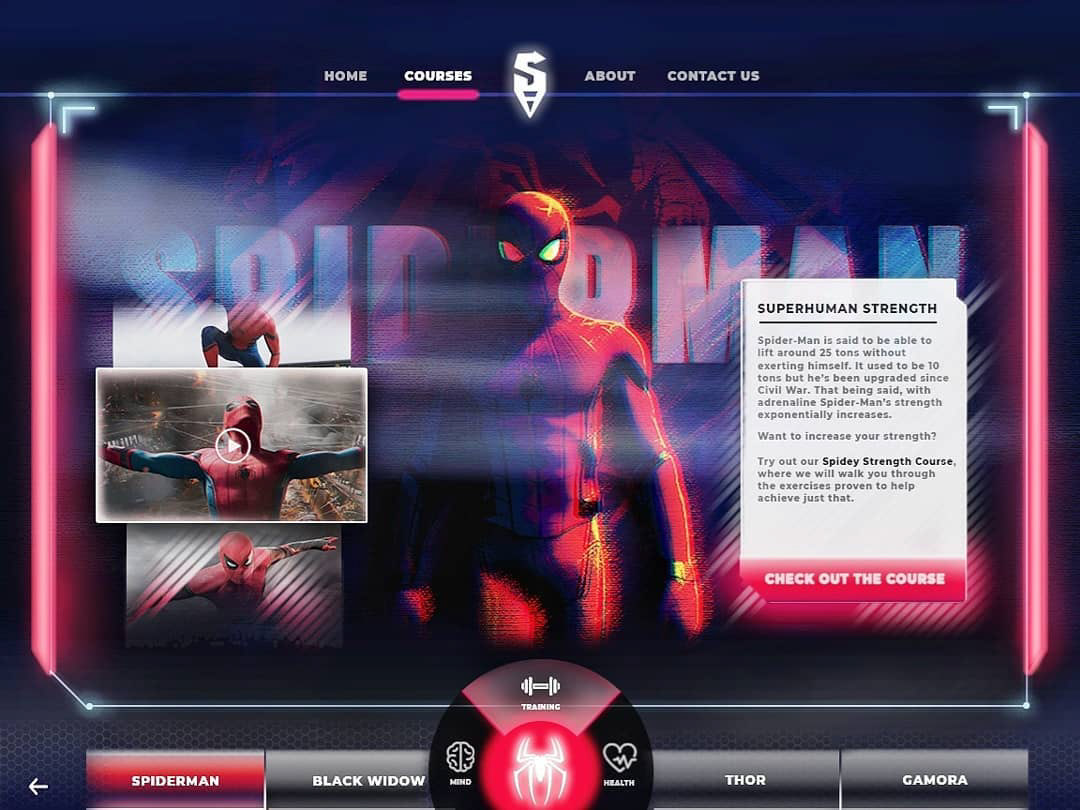 HOME COURSES S ABOUT CONTACT US
SPIDERMAN
SUPERHUMAN STRENGTH
Spider-Man is said to be able to
lift around 25 tons without
exerting himself. It used to be 10
tons but he's been upgraded since
Civil War. That being said, with
adrenaline Spider-Man's strength
exponentially increases.
Want to increase your strength?
Try out our Spidey Strength Course,
where we will walk you through
the exercises proven to help
achieve just that.
CHECK OUT THE COURSE
TRAINING
MIND
HEALTH
SPIDERMAN
BLACK WIDOW
THOR
GAMORA